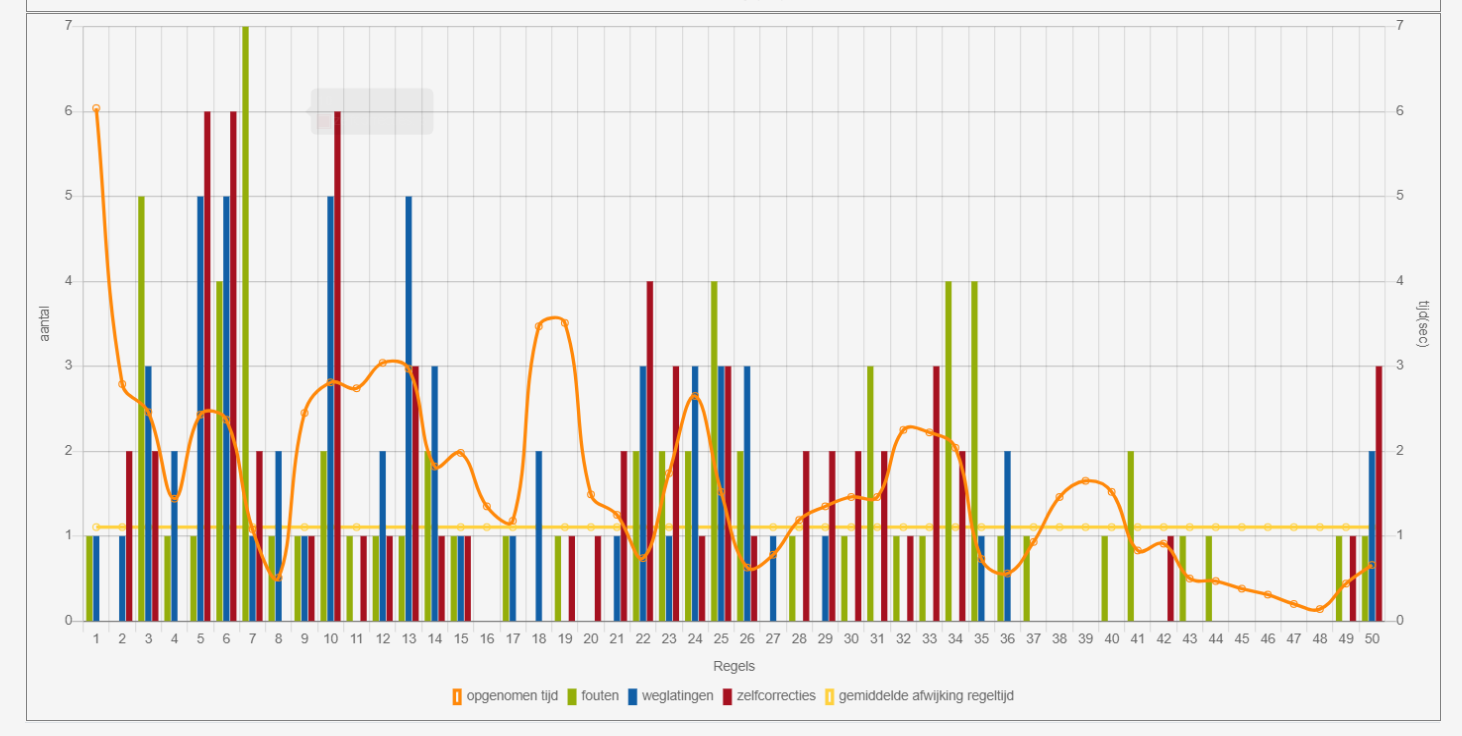 7 7
6 6
5 5
4 4
3 3
2 2
1 1
0 0
aantal
tijd(sec)
1 2 3 4 5 6 7 8 9 10 11 12 13 14 15 16 17 18 19 20 21 22 23 24 25 26 27 28 29 30 31 32 33 34 35 36 37 38 39 40 41 42 43 44 45 46 47 48 49 50
Regels
opgenomen tijd fouten weglatingen zelfcorrecties gemiddelde afwijking regeltijd